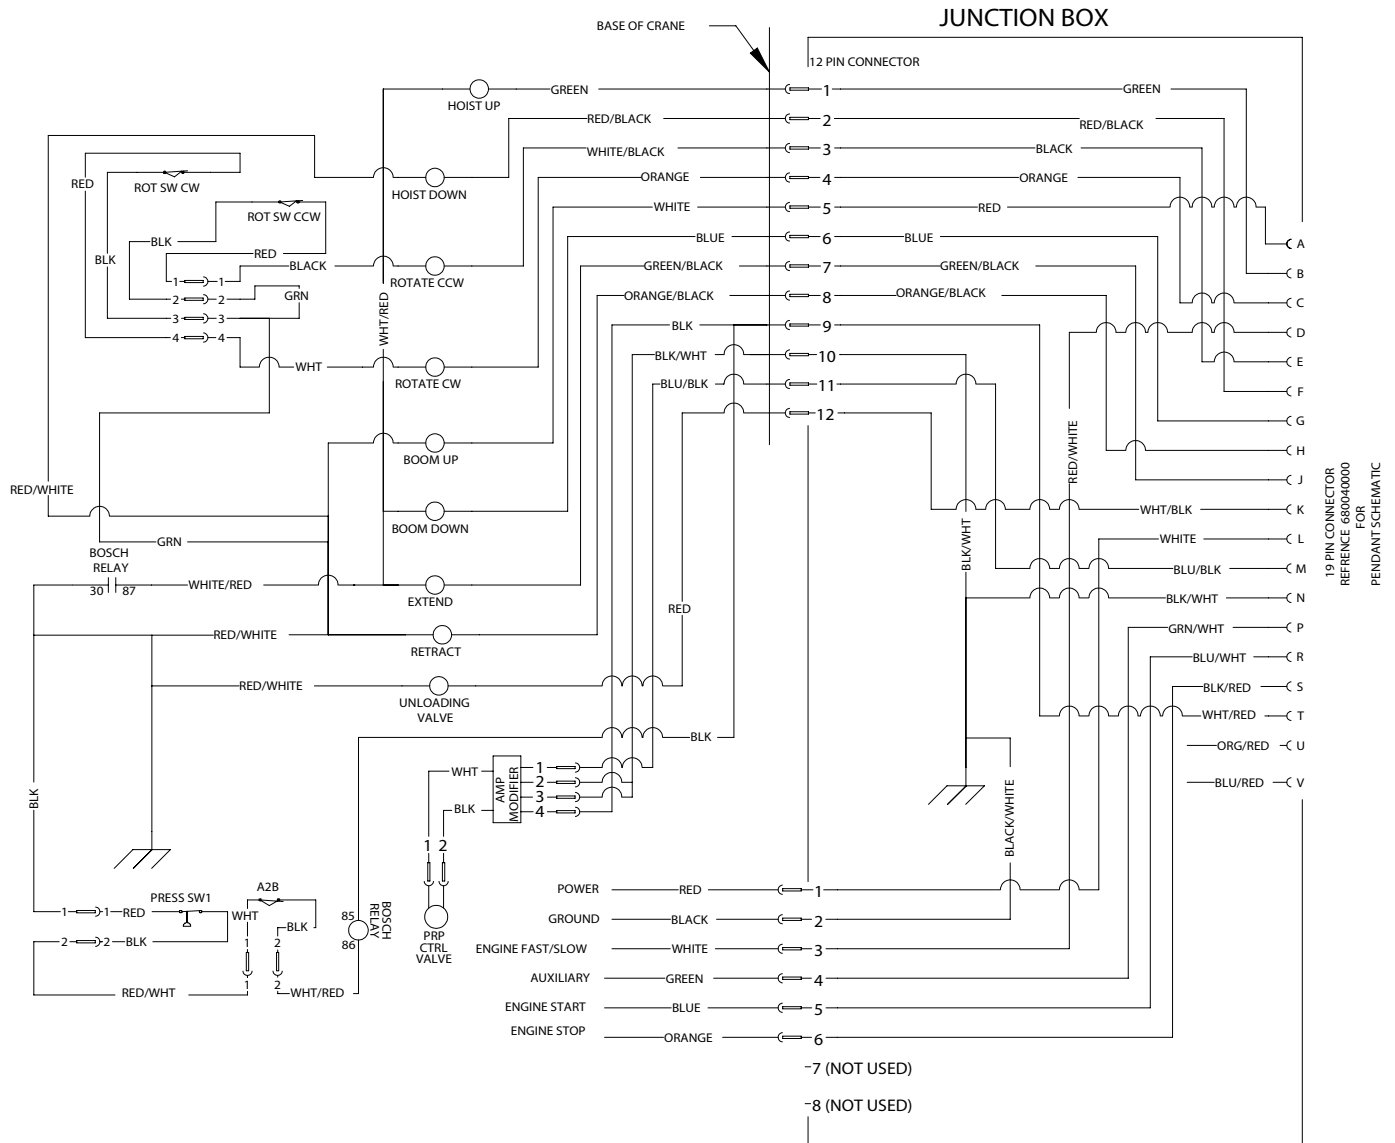 JUNCTION BOX
BASE OF CRANE
12 PIN CONNECTOR
HOIST UP
GREEN
1
GREEN
RED/BLACK
2
RED/BLACK
WHITE/BLACK
3
BLACK
RED
ROT SW CW
HOIST DOWN
ORANGE
4
ORANGE
ROT SW CCW
WHITE
5
RED
BLK
BLUE
6
BLUE
A
BLK
RED
BLACK
ROTATE CCW
GREEN/BLACK
7
GREEN/BLACK
B
1
1
2
2
GRN
ORANGE/BLACK
8
ORANGE/BLACK
C
3
3
WHT/RED
BLK
9
D
4
4
WHT
ROTATE CW
BLK/WHT
10
E
BLU/BLK
11
F
12
G
RED/WHITE
BOOM UP
H
RED/WHITE
J
BOOM DOWN
BLK/WHT
WHT/BLK
K
GRN
WHITE
L
BOSCH
RELAY
30
87
WHITE/RED
EXTEND
BLU/BLK
M
RED
BLK/WHT
N
RED/WHITE
RETRACT
GRN/WHT
P
BLU/WHT
R
RED/WHITE
UNLOADING
VALVE
BLK/RED
S
WHT/RED
T
BLK
ORG/RED
U
BLU/RED
V
19 PIN CONNECTOR
REFRENCE 680040000
FOR
PENDANT SCHEMATIC
BLK
WHT
BLK
AMP
MODIFIER
1
2
3
4
BLACK/WHITE
1
2
PRP
CTRL
VALVE
PRESS SW1
A2B
1
1
RED
WHT
BLK
2
2
BLK
1
2
1
2
RED/WHT
WHT/RED
85
86
BOSCH
RELAY
POWER
RED
1
GROUND
BLACK
2
ENGINE FAST/SLOW
WHITE
3
AUXILIARY
GREEN
4
ENGINE START
BLUE
5
ENGINE STOP
ORANGE
6
7 (NOT USED)
8 (NOT USED)